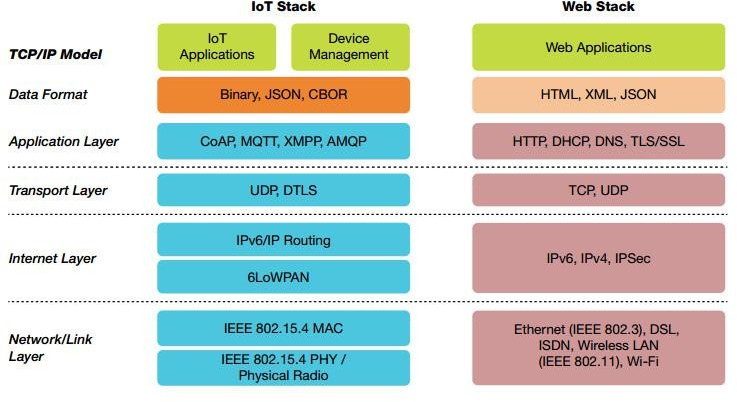 IoT Stack
Web Stack
TCP/IP Model
IoT
Applications
Device
Management
Web Applications
Data Format
Binary, JSON, CBOR
HTML, XML, JSON
Application Layer
CoAP, MQTT, XMPP, AMQP
HTTP, DHCP, DNS, TLS/SSL
Transport Layer
UDP, DTLS
TCP, UDP
Internet Layer
IPv6/IP Routing
6LoWPAN
IPv6, IPv4, IPSec
Network/Link
Layer
IEEE 802.15.4 MAC
IEEE 802.15.4 PHY /
Physical Radio
Ethernet (IEEE 802.3), DSL,
ISDN, Wireless LAN
(IEEE 802.11), Wi-Fi